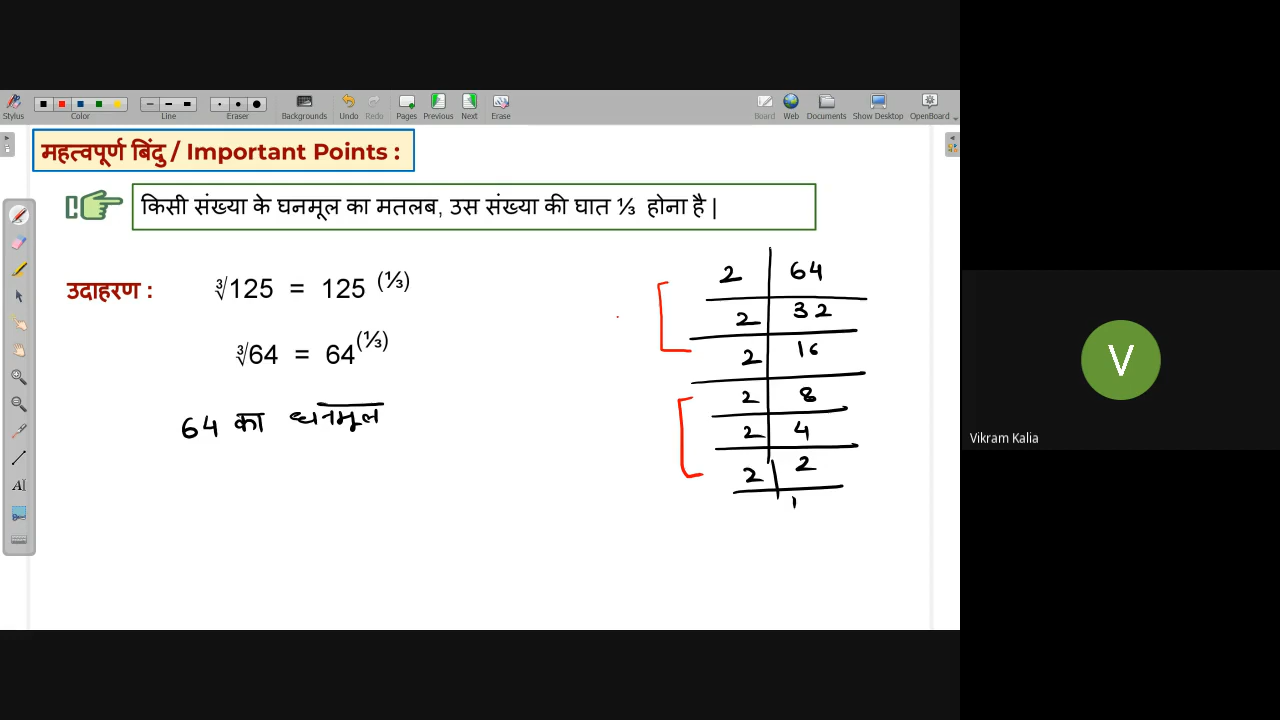 Stylus Color Line Eraser Backgrounds Undo Redo Pages Previous Next Erase Board Web Documents Show Desktop OpenBoard
महत्वपूर्ण बिंदु / Important Points :
किसी संख्या के घनमूल का मतलब, उस संख्या की घात ⅓ होना है |
उदाहरण : ∛125 = 125 (⅓)
∛64 = 64(⅓)
64 का घनमूल
2 64
2 32
2 16
2 8
2 4
2 2
1
V
Vikram Kalia